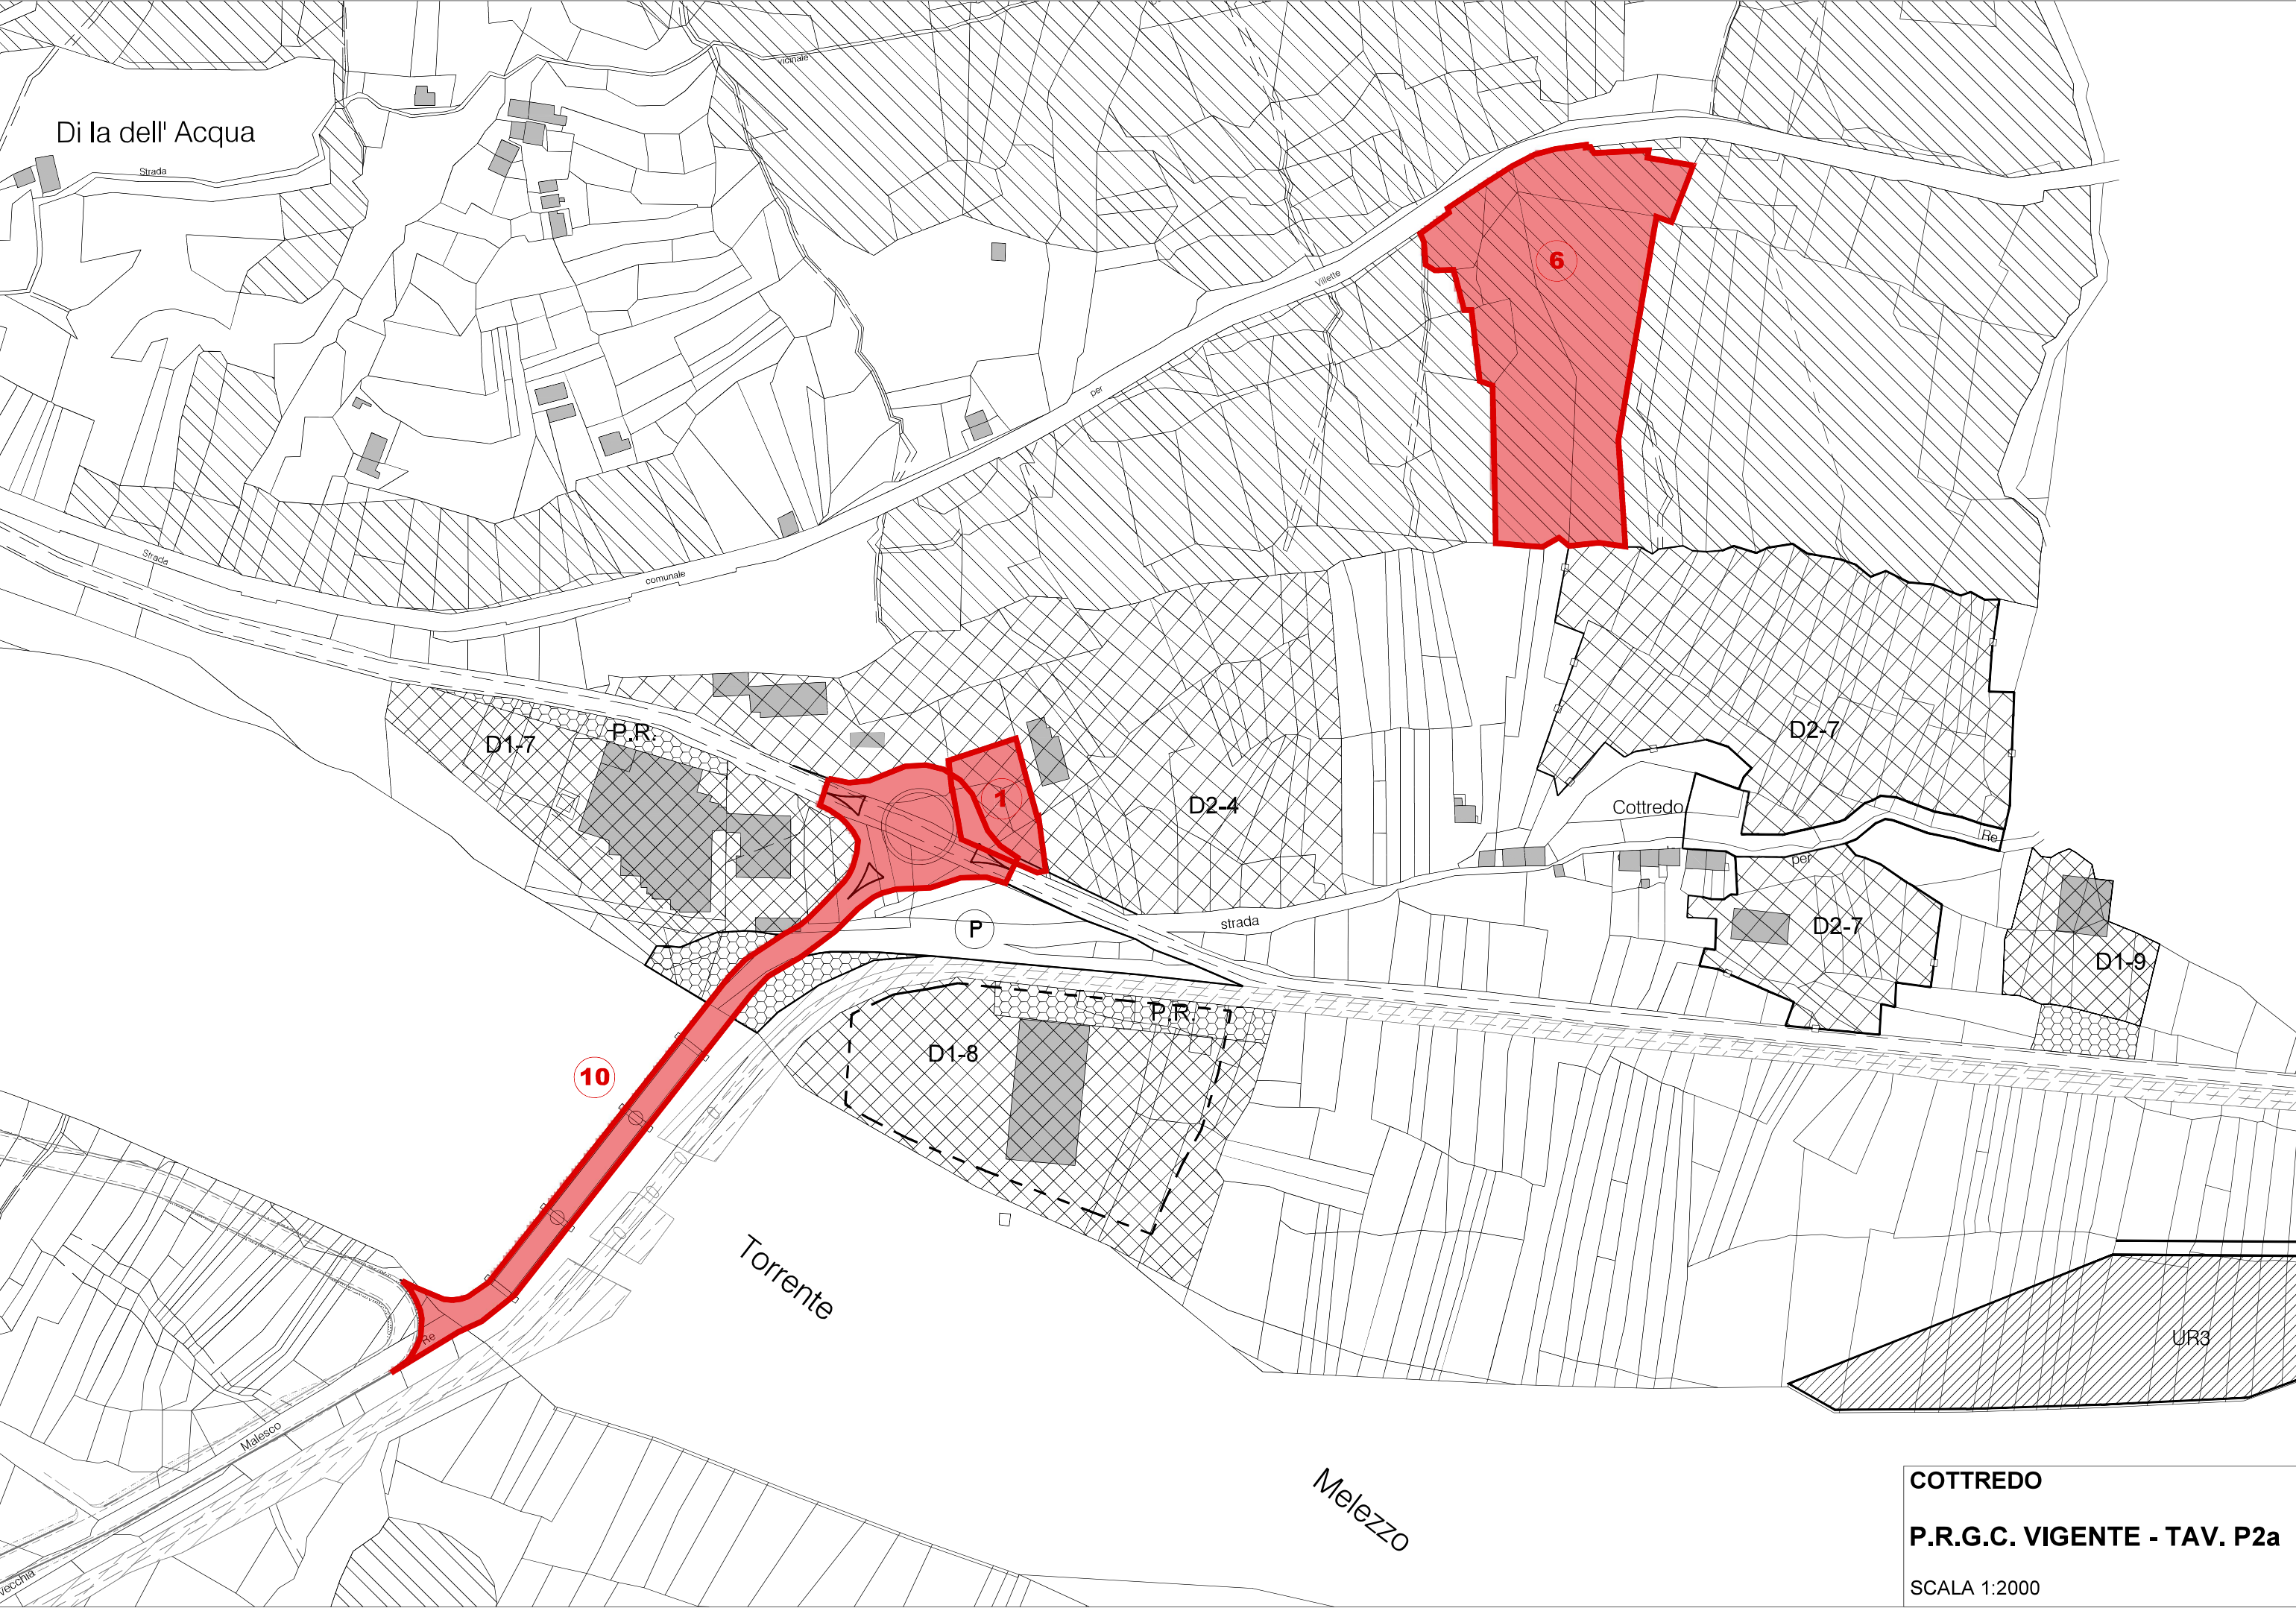 vicinale
Di la dell' Acqua
Strada
6
Villette
per
Strada
comunale
D1-7
P.R.
D2-7
1
D2-4
Cottredo
Re
per
P
strada
D2-7
D1-9
P.R.
D1-8
10
Torrente
Re
UR3
Malesco
Melezzo
vecchia
COTTREDO
P.R.G.C. VIGENTE - TAV. P2a
SCALA 1:2000